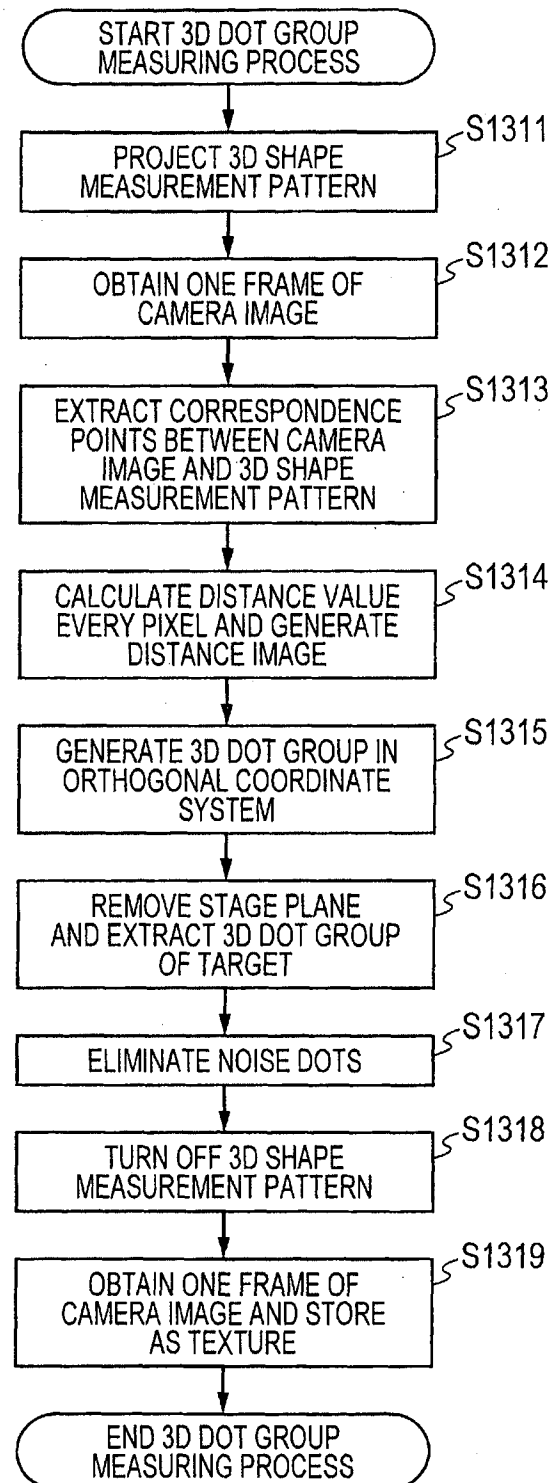 START 3D DOT GROUP
MEASURING PROCESS
S1311
PROJECT 3D SHAPE
MEASUREMENT PATTERN
S1312
OBTAIN ONE FRAME OF
CAMERA IMAGE
S1313
EXTRACT CORRESPONDENCE
POINTS BETWEEN CAMERA
IMAGE AND 3D SHAPE
MEASUREMENT PATTERN
S1314
CALCULATE DISTANCE VALUE
EVERY PIXEL AND GENERATE
DISTANCE IMAGE
S1315
GENERATE 3D DOT GROUP IN
ORTHOGONAL COORDINATE
SYSTEM
S1316
REMOVE STAGE PLANE
AND EXTRACT 3D DOT GROUP
OF TARGET
S1317
ELIMINATE NOISE DOTS
S1318
TURN OFF 3D SHAPE
MEASUREMENT PATTERN
S1319
OBTAIN ONE FRAME OF
CAMERA IMAGE AND STORE
AS TEXTURE
END 3D DOT GROUP
MEASURING PROCESS